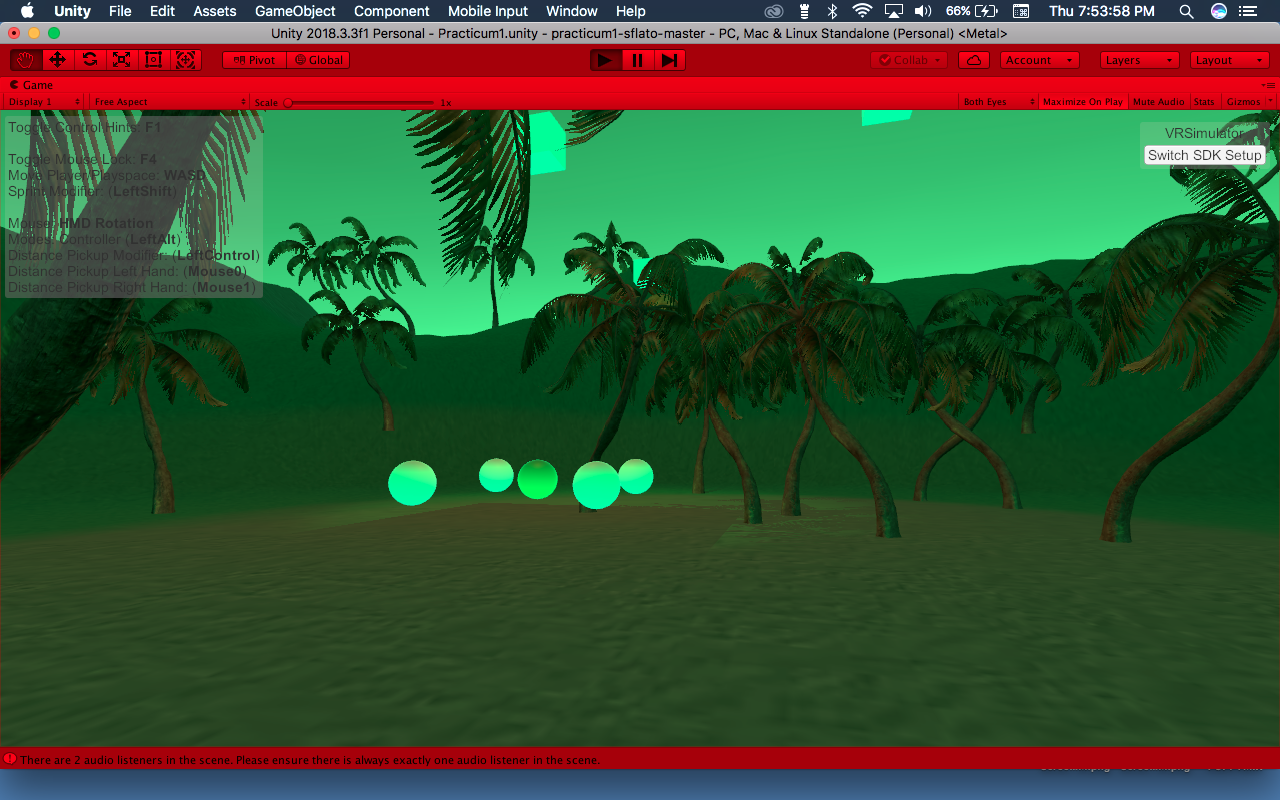 Unity File Edit Assets GameObject Component Mobile Input Window Help 66% Thu 7:53:58 PM
Unity 2018.3.3f1 Personal - Practicum1.unity - practicum1-sflato-master - PC, Mac & Linux Standalone (Personal) <Metal>
Pivot Global Collab Account Layers Layout
Game
Display 1 Free Aspect Scale 1x Both Eyes Maximize On Play Mute Audio Stats Gizmos
Toggle Control Hints: F1
Toggle Mouse Lock: F4
Move Player/Playspace: WASD
Sprint Modifier: (LeftShift)
Mouse: HMD Rotation
Modes: Controller (LeftAlt)
Distance Pickup Modifier: (LeftControl)
Distance Pickup Left Hand: (Mouse0)
Distance Pickup Right Hand: (Mouse1)
VRSimulator
Switch SDK Setup
There are 2 audio listeners in the scene. Please ensure there is always exactly one audio listener in the scene.